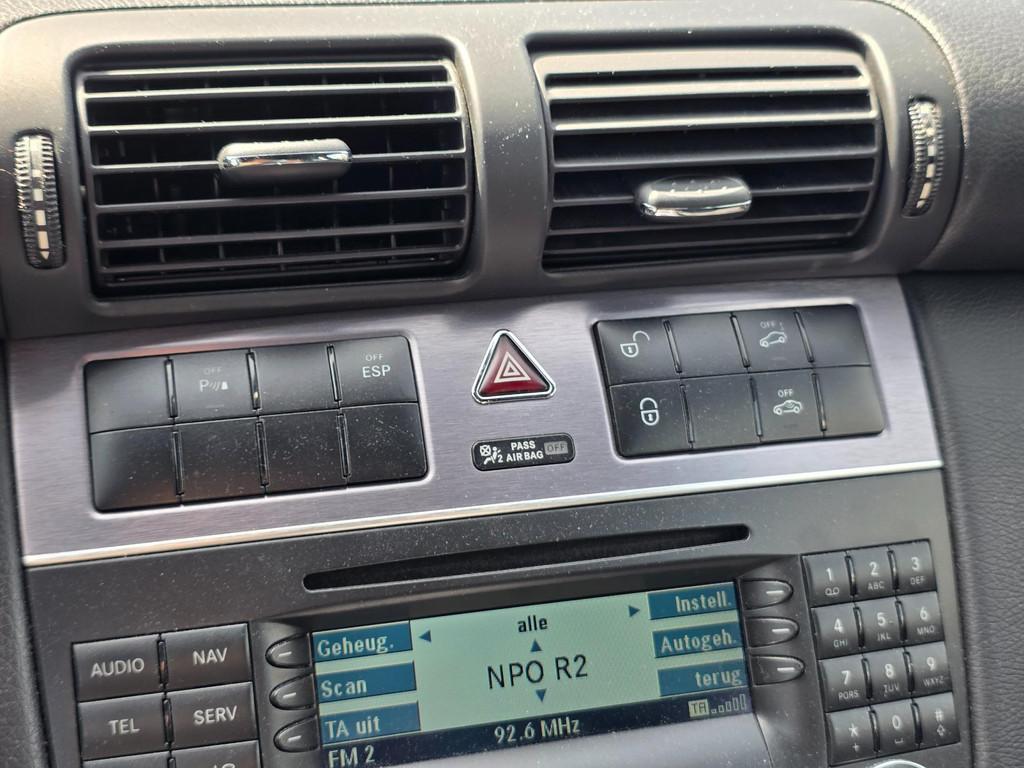 OFF
P
OFF
ESP
OFF
OFF
PASS
2 AIR BAG OFF
AUDIO
NAV
TEL
SERV
Geheug.
Scan
TA uit
FM 2
alle
NPO R2
92.6 MHz
Instell.
Autogeh.
terug
TA
1
2 ABC
3 DEF
4 GHI
5 JKL
6 MNO
7 PQRS
8 TUV
9 WXYZ
*
+
0
#